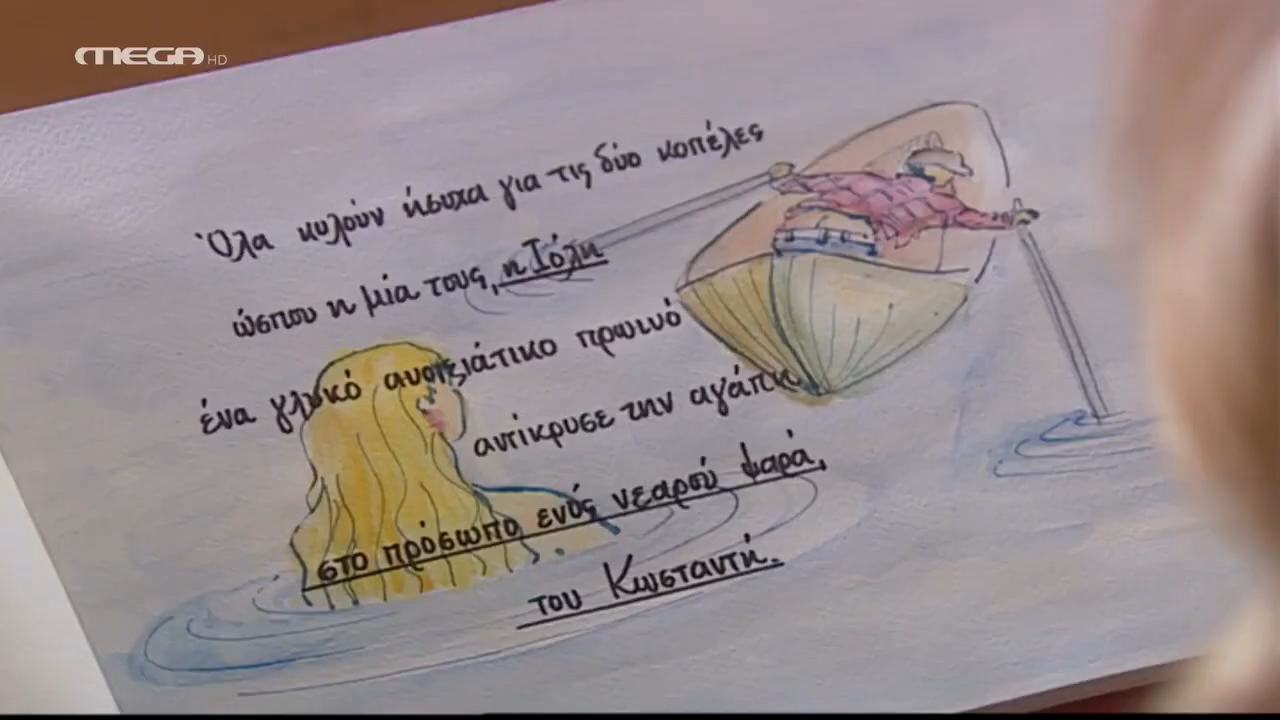 MEGA HD
Όλα κυλούν ήσυχα για τις δύο κοπέλες
ώσπου η μία τους, η Ιόλη
ένα γλυκό ανοιξιάτικο πρωινό
αντίκρυσε την αγάπη
στο πρόσωπο ενός νεαρού ψαρά,
του Κωσταντή.